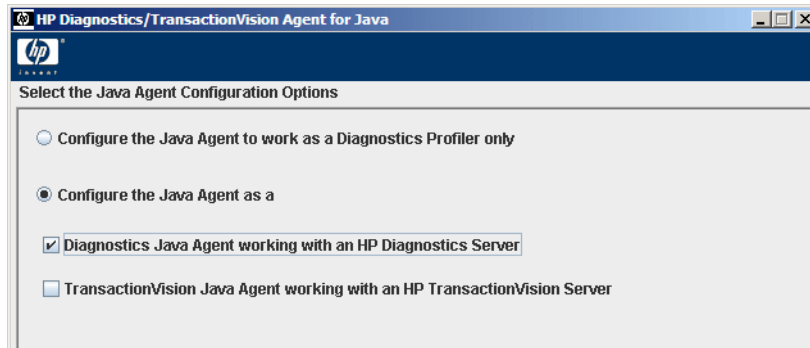 HP Diagnostics/TransactionVision Agent for Java
hp
invent
Select the Java Agent Configuration Options
Configure the Java Agent to work as a Diagnostics Profiler only
Configure the Java Agent as a
Diagnostics Java Agent working with an HP Diagnostics Server
TransactionVision Java Agent working with an HP TransactionVision Server